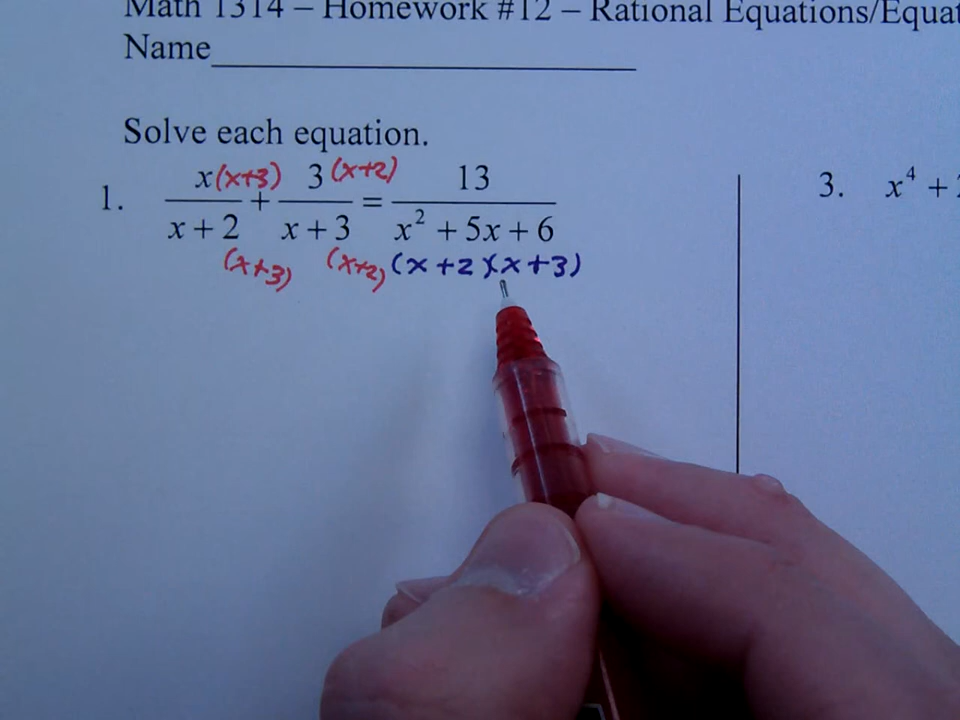 Math 1314 – Homework #12 – Rational Equations/Equat
Name
Solve each equation.
1. x(x+3)/x + 2 (x+3) + 3(x+2)/x + 3 (x+2) = 13/x² + 5x + 6 (x+2)(x+3)
3. x⁴ +